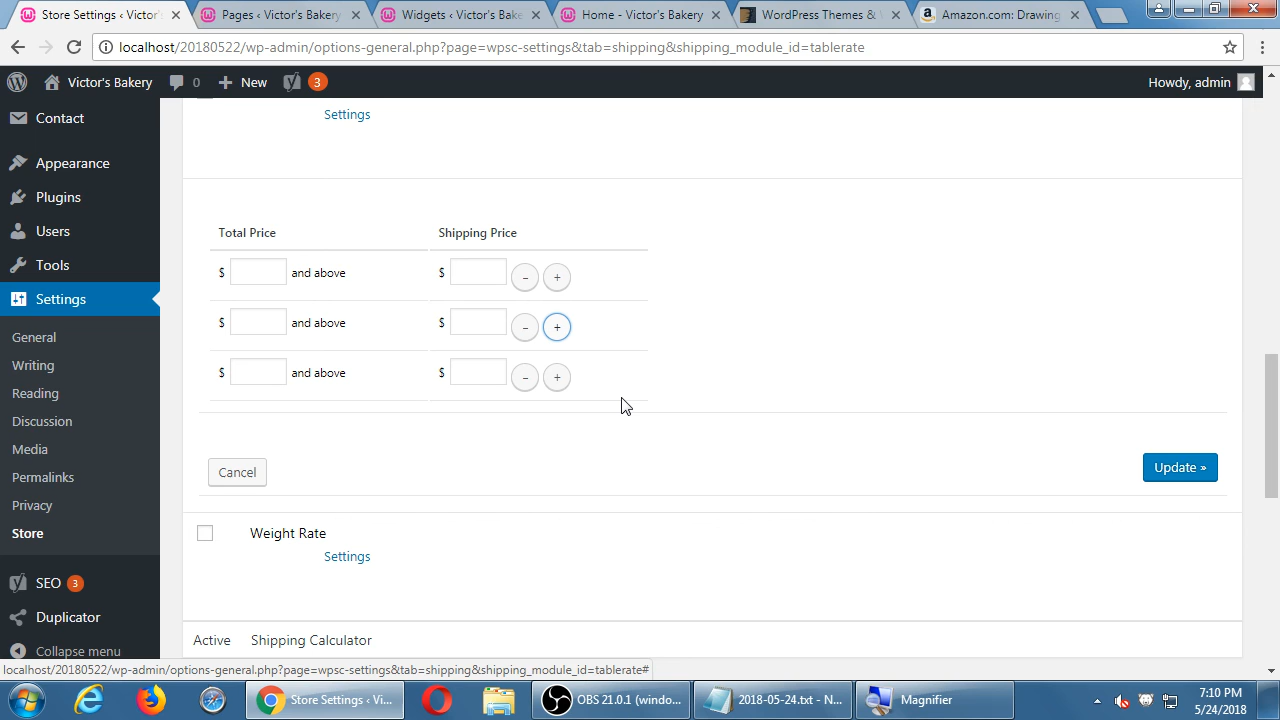 Store Settings ‹ Victor'
Pages ‹ Victor's Bakery
Widgets ‹ Victor's Bake
Home - Victor's Bakery
WordPress Themes &
Amazon.com: Drawing
localhost/20180522/wp-admin/options-general.php?page=wpsc-settings&tab=shipping&shipping_module_id=tablerate
Victor's Bakery
0
New
3
Howdy, admin
Contact
Appearance
Plugins
Users
Tools
Settings
General
Writing
Reading
Discussion
Media
Permalinks
Privacy
Store
SEO 3
Duplicator
Collapse menu
Settings
Total Price Shipping Price
$ and above $ - +
$ and above $ - +
$ and above $ - +
Cancel
Update »
Weight Rate
Settings
Active Shipping Calculator
localhost/20180522/wp-admin/options-general.php?page=wpsc-settings&tab=shipping&shipping_module_id=tablerate#
Store Settings ‹ Vi...
OBS 21.0.1 (windo...
2018-05-24.txt - N...
Magnifier
7:10 PM
5/24/2018